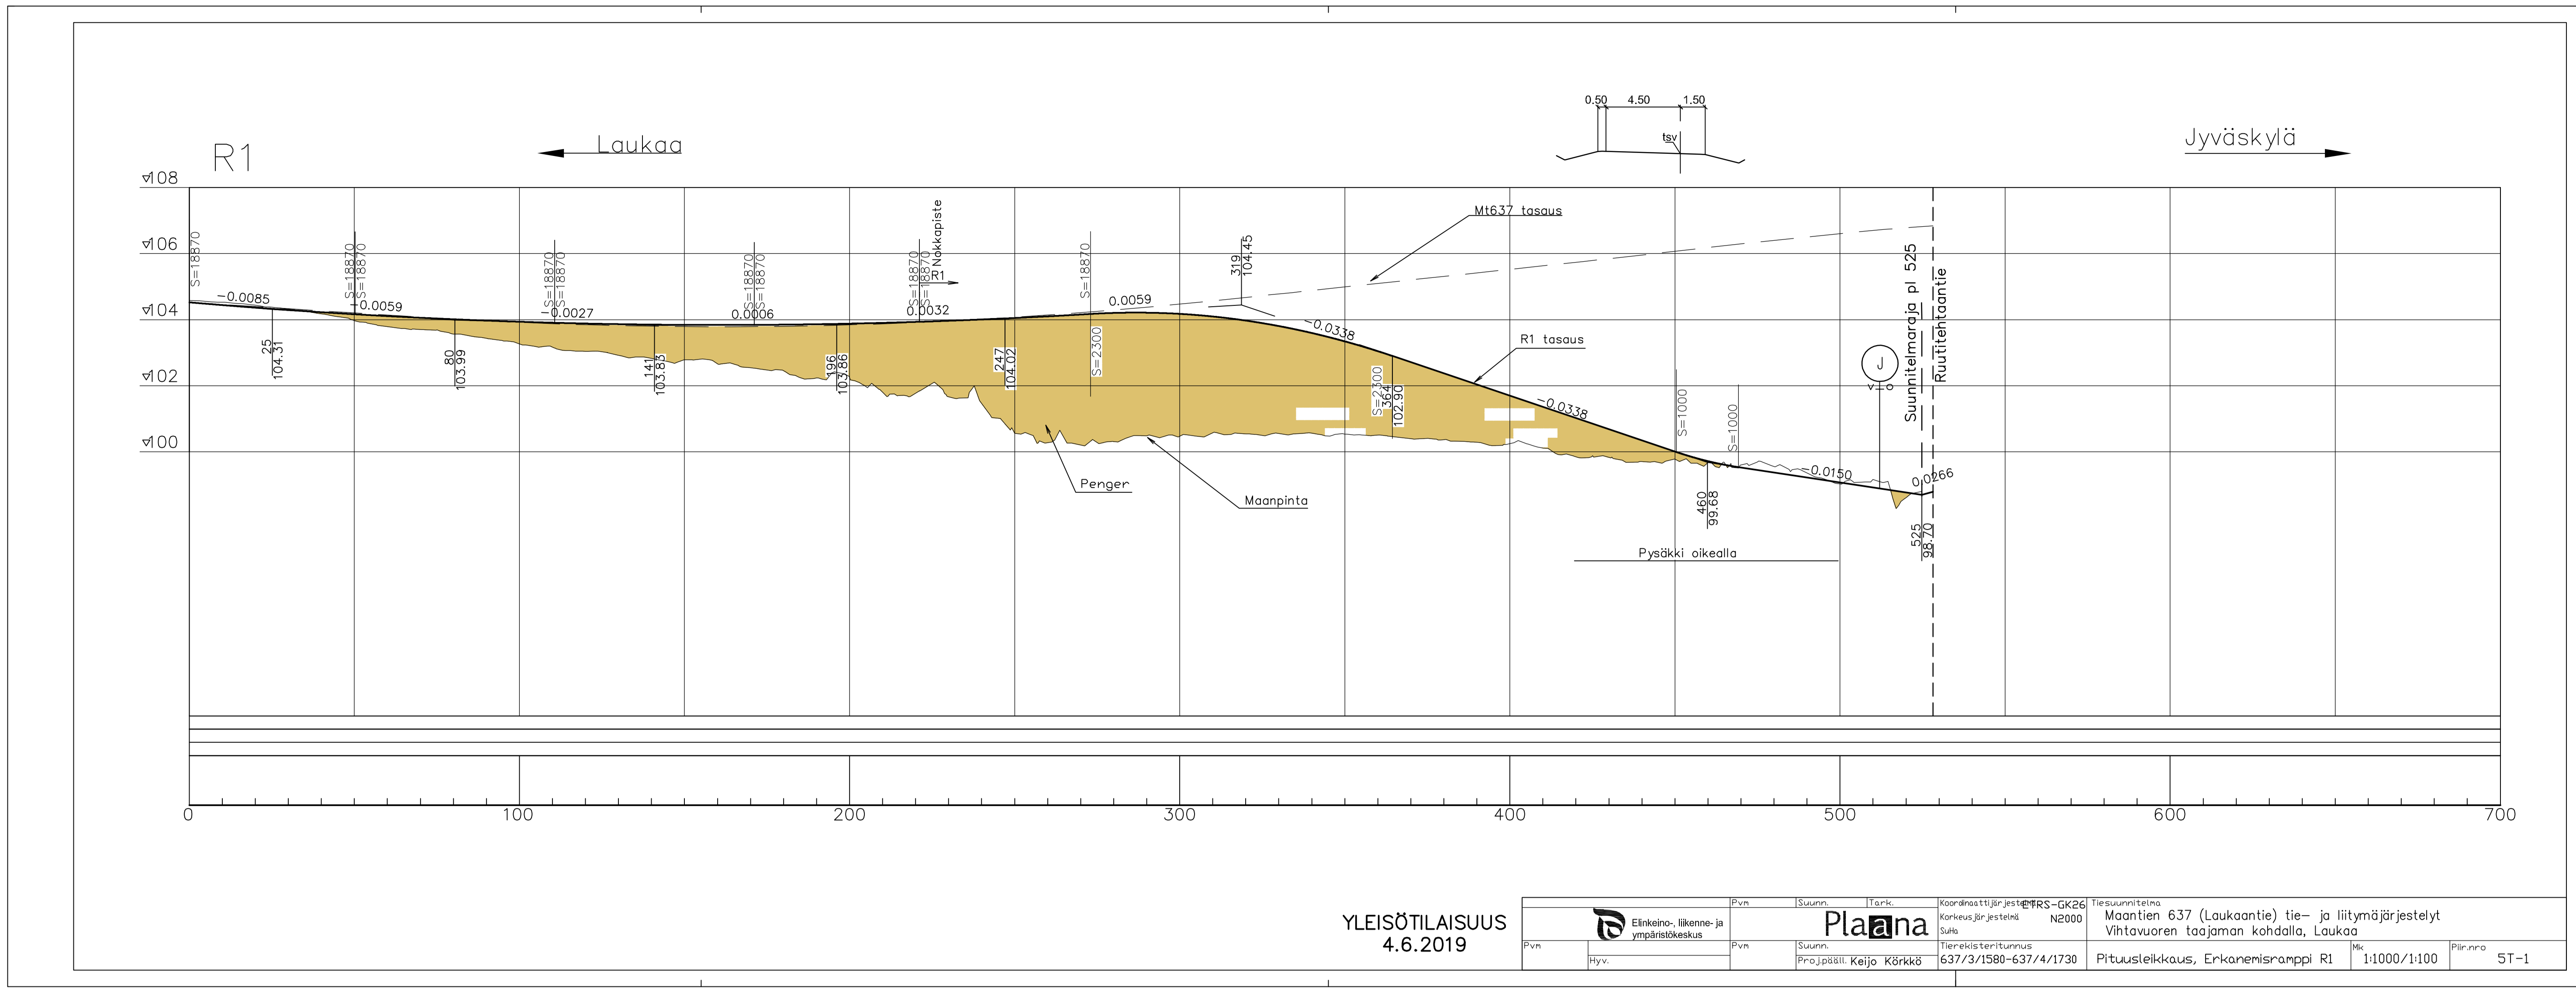 0.50 4.50 1.50
tsv
R1
Laukaa
Jyväskylä
108
106
104
102
100
S=18870
S=18870
S=18870
S=18870
S=18870
S=18870
S=18870
S=18870
S=18870
Nokkapiste
R1
S=18870
S=2300
319
104.45
Mt637 tasaus
-0.0085
-0.0059
-0.0027
0.0006
0.0032
0.0059
-0.0338
-0.0338
-0.0150
0.0266
25
104.31
80
103.99
141
103.83
196
103.86
247
104.02
R1 tasaus
S=2300
364
102.90
S=1000
S=1000
J
v o
Suunnitelmaraja pl 525
Ruutitehtaantie
Penger
Maanpinta
460
99.68
525
98.70
Pysäkki oikealla
0 100 200 300 400 500 600 700
YLEISÖTILAISUUS
4.6.2019
Elinkeino-, liikenne- ja
ympäristökeskus
Pvm
Hyv.
Pvm Suunn. Tark.
Plaana
Pvm Suunn.
Proj.pääll. Keijo Körkkö
Koordinaattijärjestelmä ETRS-GK26
Korkeusjärjestelmä N2000
SuHa
Tierekisteritunnus
637/3/1580-637/4/1730
Tiesuunnitelma
Maantien 637 (Laukaantie) tie- ja liitymäjärjestelyt
Vihtavuoren taajaman kohdalla, Laukaa
Pituusleikkaus, Erkanemisramppi R1
Mk
1:1000/1:100
Piir.nro
5T-1